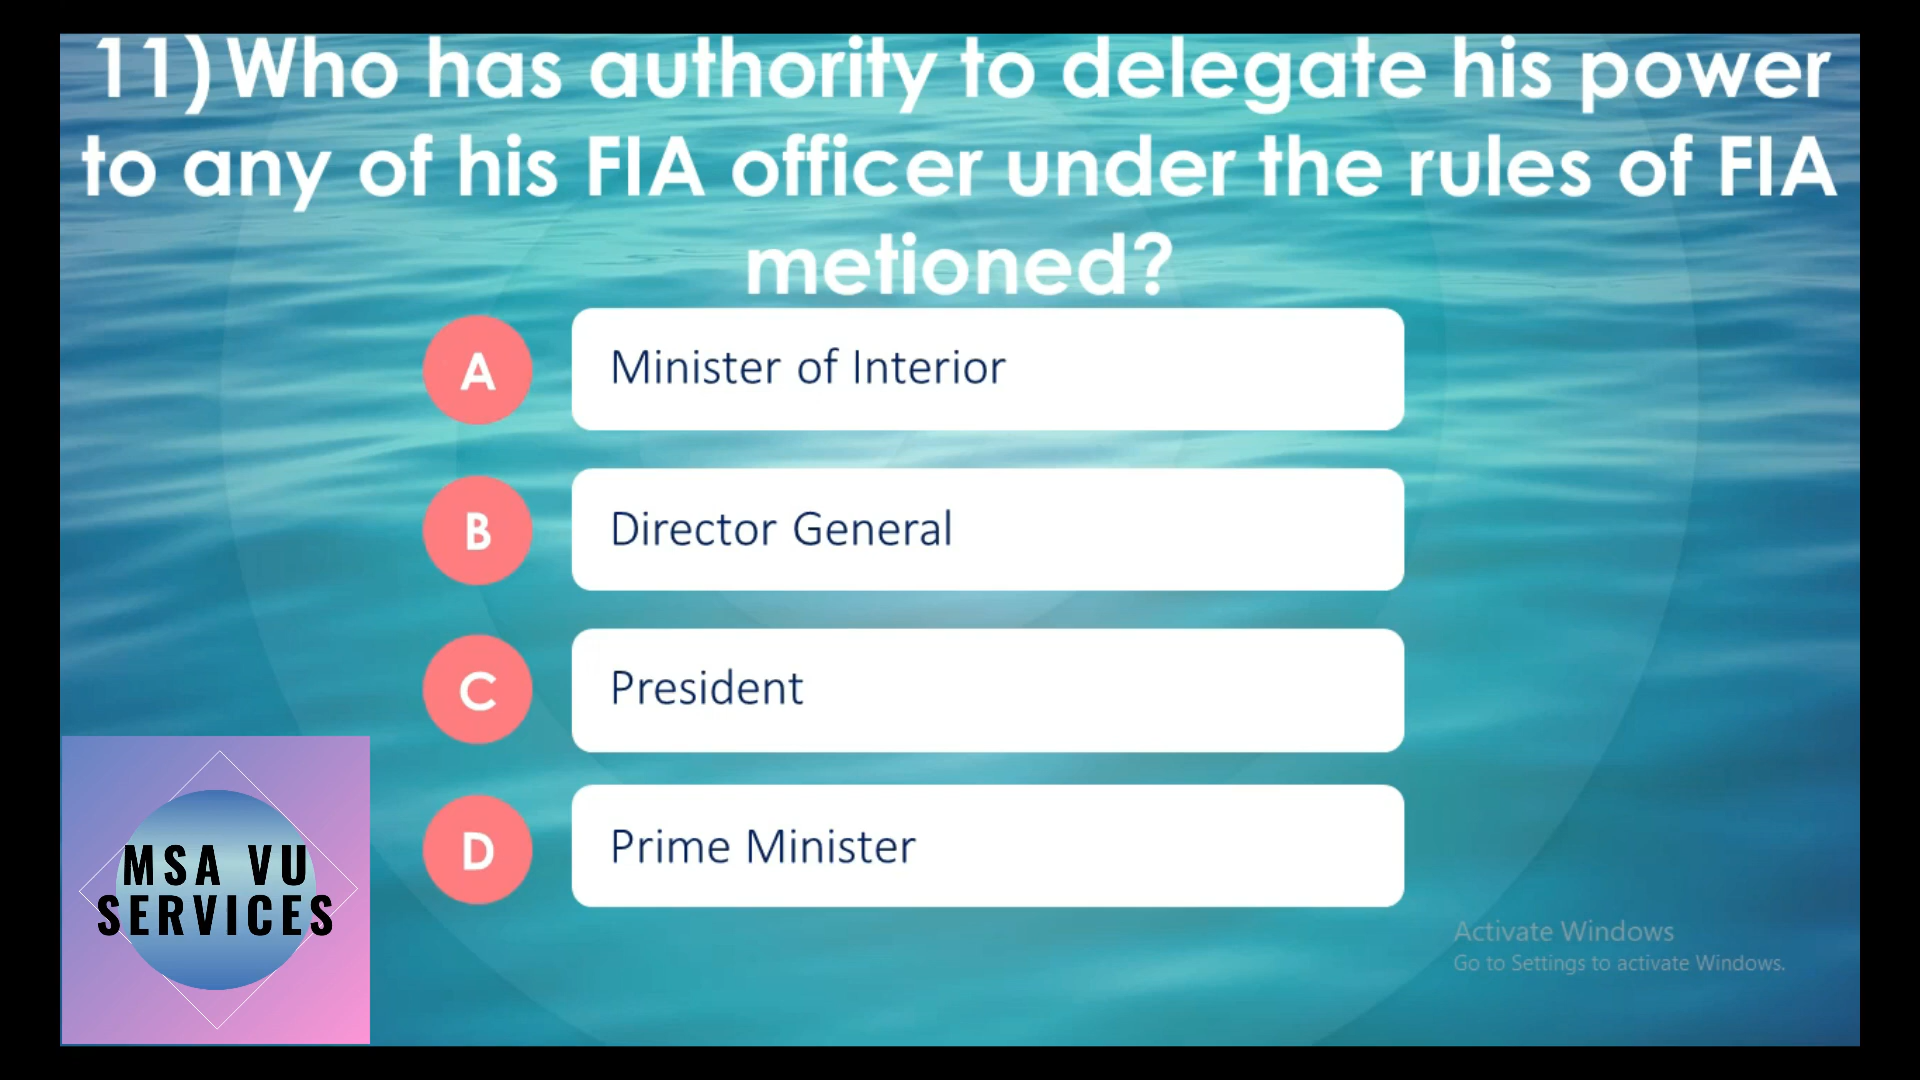 11) Who has authority to delegate his power
to any of his FIA officer under the rules of FIA
metioned?
A Minister of Interior
B Director General
C President
D Prime Minister
MSA VU
SERVICES
Activate Windows
Go to Settings to activate Windows.